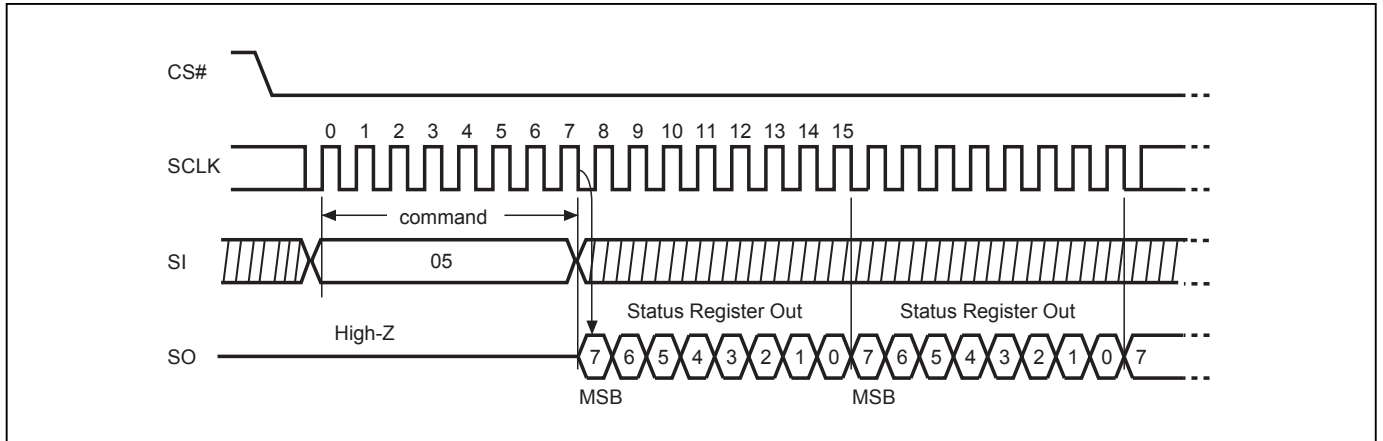 CS#
0 1 2 3 4 5 6 7 8 9 10 11 12 13 14 15
SCLK
command
SI
05
Status Register Out Status Register Out
High-Z
SO
7 6 5 4 3 2 1 0 7 6 5 4 3 2 1 0 7
MSB MSB